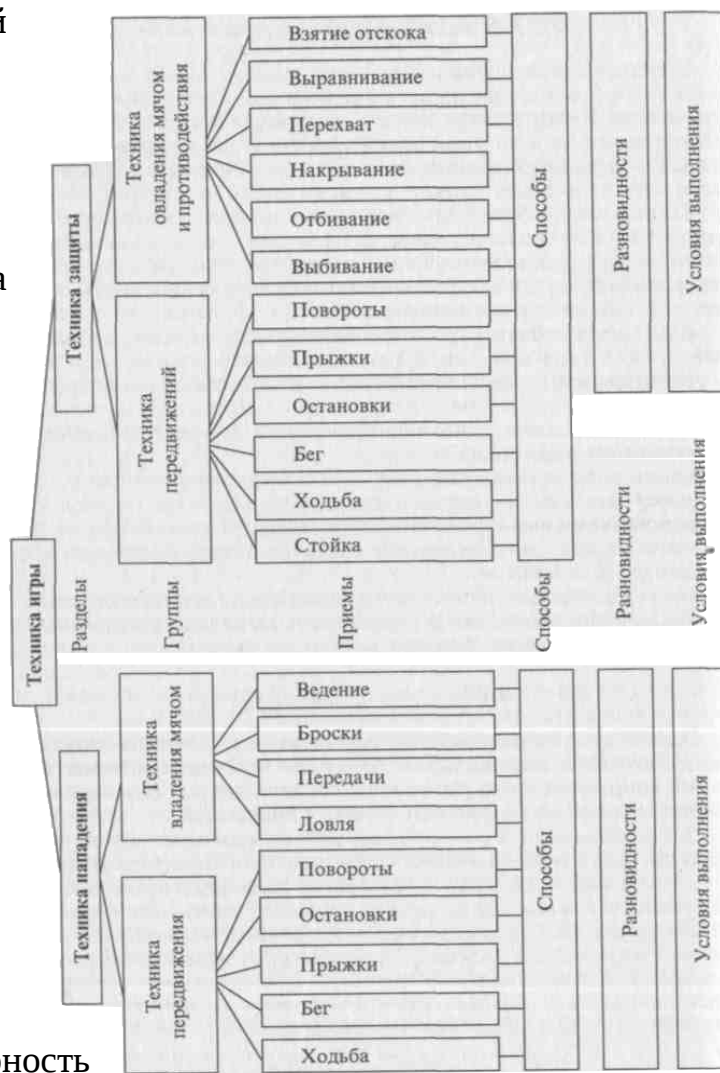 й
а
рность
Техника игры
Разделы
Группы
Приемы
Способы
Разновидности
Условия выполнения
Техника нападения
Техника
передвижения
Ходьба
Бег
Прыжки
Остановки
Повороты
Техника
владения мячом
Ловля
Передачи
Броски
Ведение
Способы
Разновидности
Условия выполнения
Техника защиты
Техника
передвижений
Стойка
Ходьба
Бег
Остановки
Прыжки
Повороты
Техника
овладения мячом
и противодействия
Выбивание
Отбивание
Накрывание
Перехват
Выравнивание
Взятие отскока
Способы
Разновидности
Условия выполнения